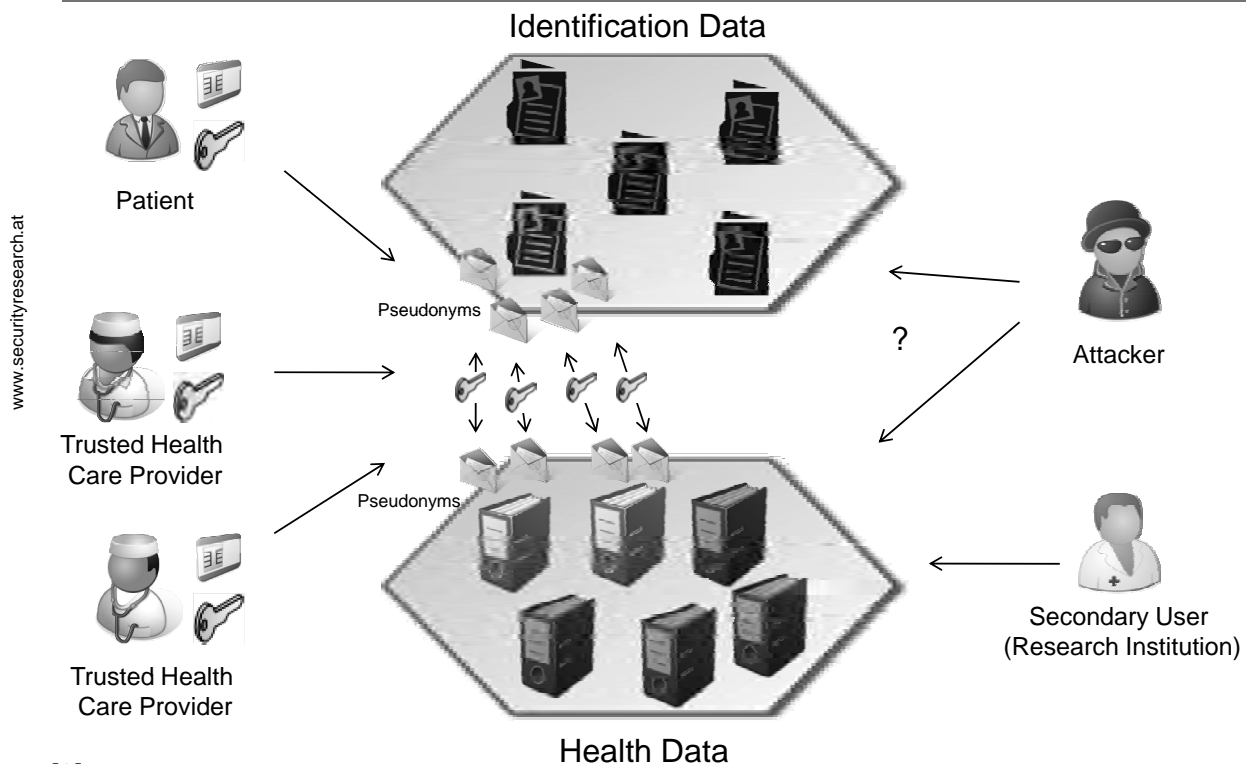 Identification Data
Patient
www.securityresearch.at
Pseudonyms
?
Attacker
Trusted Health
Care Provider
Pseudonyms
Secondary User
(Research Institution)
Trusted Health
Care Provider
Health Data